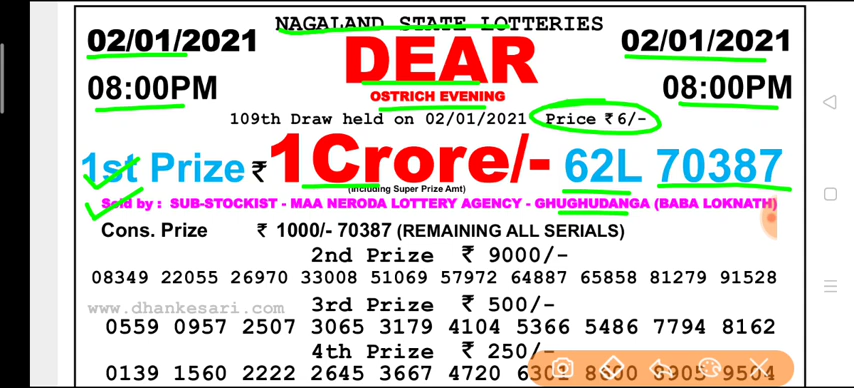 NAGALAND STATE LOTTERIES
02/01/2021 DEAR 02/01/2021
08:00PM OSTRICH EVENING 08:00PM
109th Draw held on 02/01/2021 Price ₹ 6/-
1st Prize ₹ 1Crore/- 62L 70387
(Including Super Prize Amt)
Sold by : SUB-STOCKIST - MAA NERODA LOTTERY AGENCY - GHUGHUDANGA (BABA LOKNATH)
Cons. Prize ₹ 1000/- 70387 (REMAINING ALL SERIALS)
2nd Prize ₹ 9000/-
08349 22055 26970 33008 51069 57972 64887 65858 81279 91528
www.dhankesari.com 3rd Prize ₹ 500/-
0559 0957 2507 3065 3179 4104 5366 5486 7794 8162
4th Prize ₹ 250/-
0139 1560 2222 2645 3667 4720 6301 8600 8905 9504